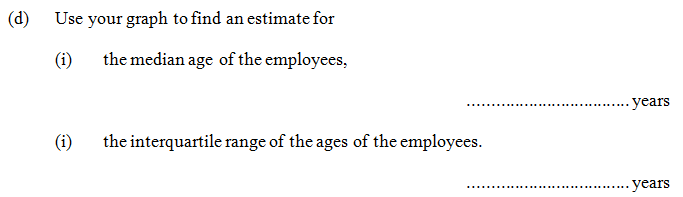 (d) Use your graph to find an estimate for
(i) the median age of the employees,
..................................... years
(i) the interquartile range of the ages of the employees.
..................................... years